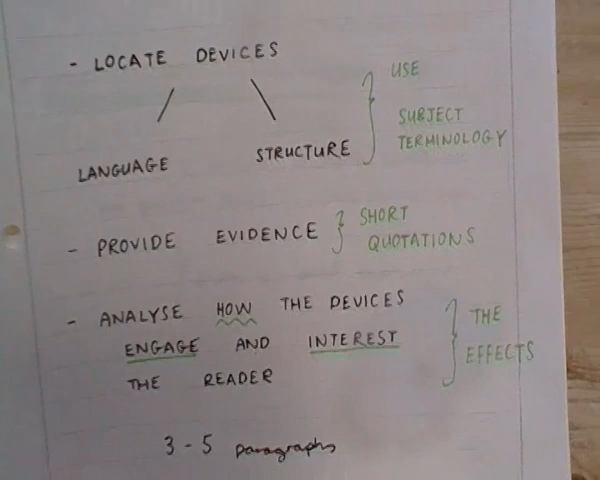 - LOCATE DEVICES
LANGUAGE
STRUCTURE
USE
SUBJECT
TERMINOLOGY
- PROVIDE EVIDENCE
SHORT
QUOTATIONS
- ANALYSE HOW THE DEVICES
ENGAGE AND INTEREST
THE READER
THE
EFFECTS
3-5 paragraphs